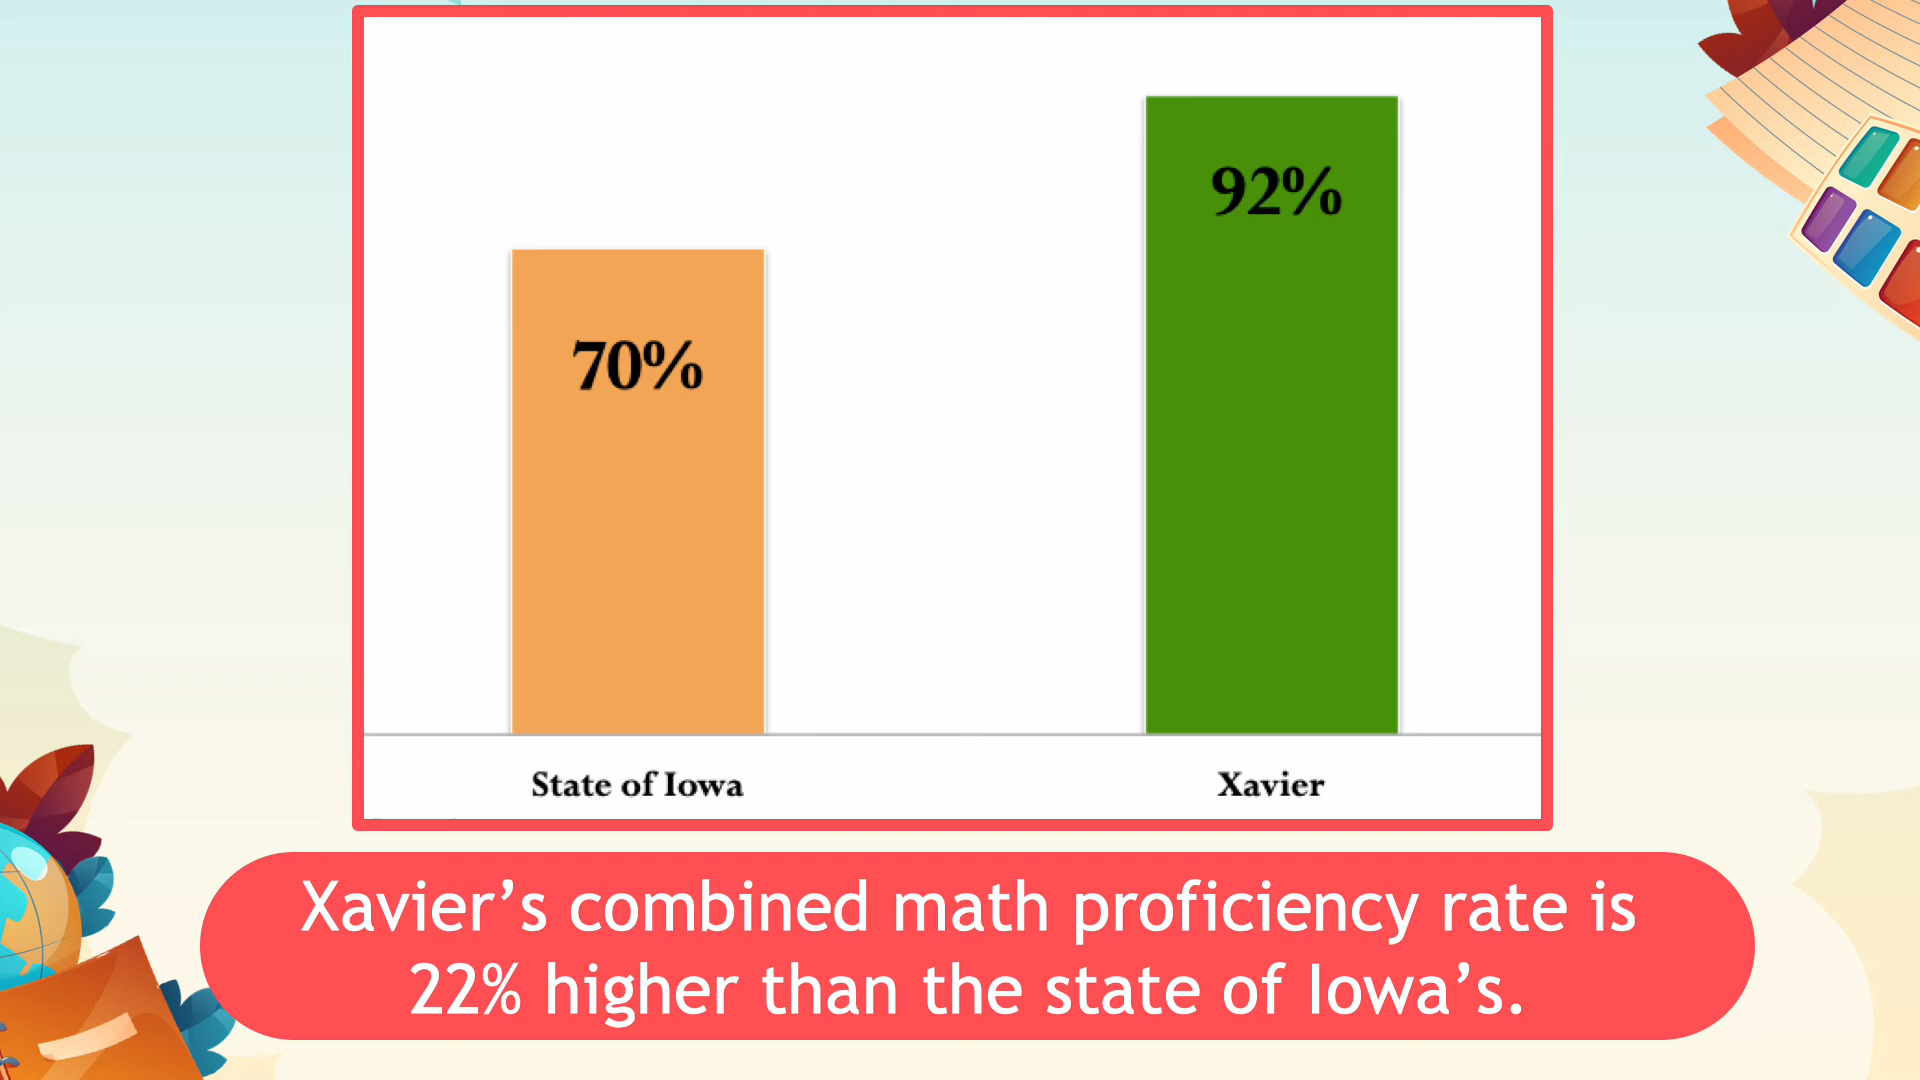 92%
70%
State of Iowa
Xavier
Xavier’s combined math proficiency rate is
22% higher than the state of Iowa’s.